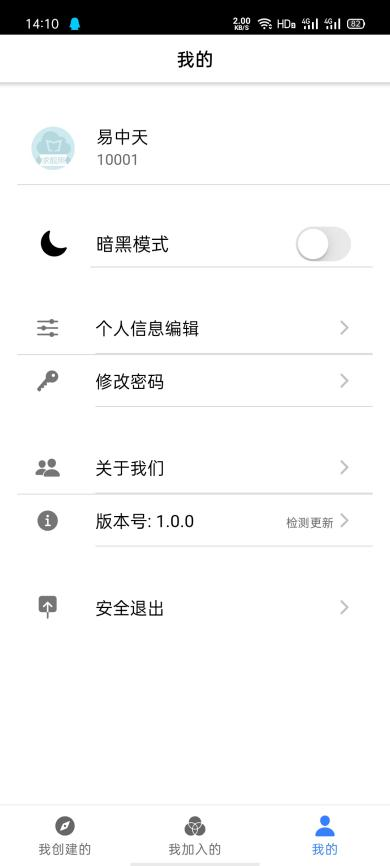 14:10
2.00 KB/S HDB 4G 4G 82
我的
易中天
10001
暗黑模式
个人信息编辑
修改密码
关于我们
版本号: 1.0.0 检测更新
安全退出
我创建的 我加入的 我的